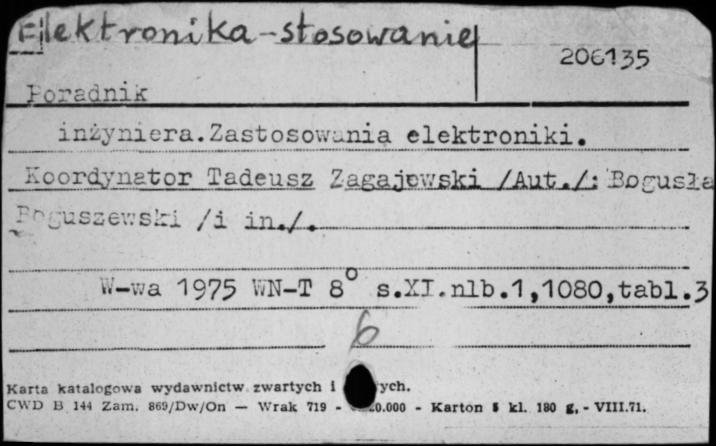 Elektronika-stosowanie
206135
Poradnik
inżyniera.Zastosowania elektroniki.
Koordynator Tadeusz Zagajewski /Aut./: Bogusła
Boguszewski /i in./.
W-wa 1975 WN-T 8° s.XI.nlb.1,1080,tabl.3
6
Karta katalogowa wydawnictw zwartych i
CWD B 144 Zam. 869/Dw/On — Wrak 719 - 20.000 - Karton kl. 180 g, - VIII.71.